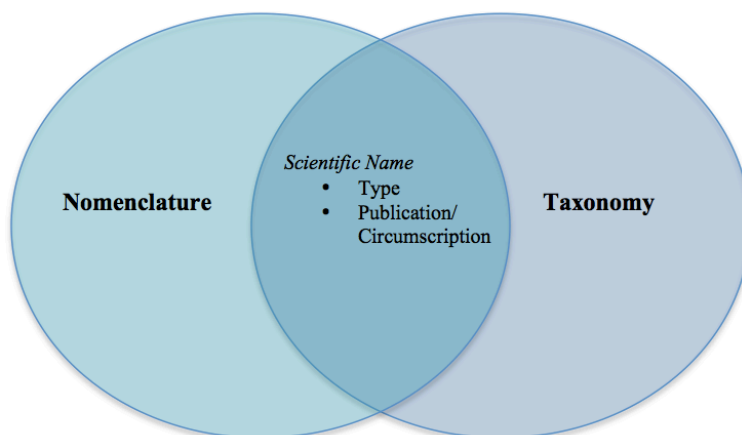 Nomenclature
Scientific Name
• Type
• Publication/
Circumscription
Taxonomy